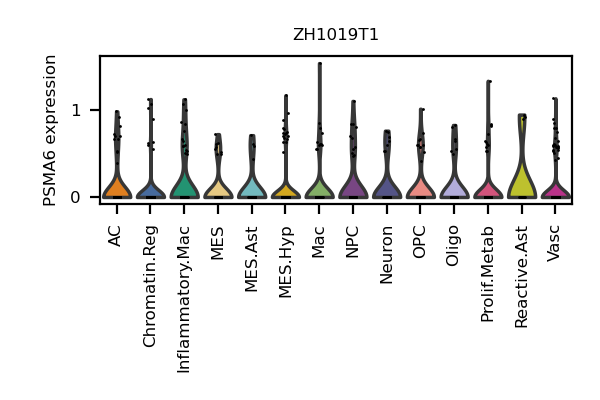 ZH1019T1
PSMA6 expression
1
0
AC
Chromatin.Reg
Inflammatory.Mac
MES
MES.Ast
MES.Hyp
Mac
NPC
Neuron
OPC
Oligo
Prolif.Metab
Reactive.Ast
Vasc